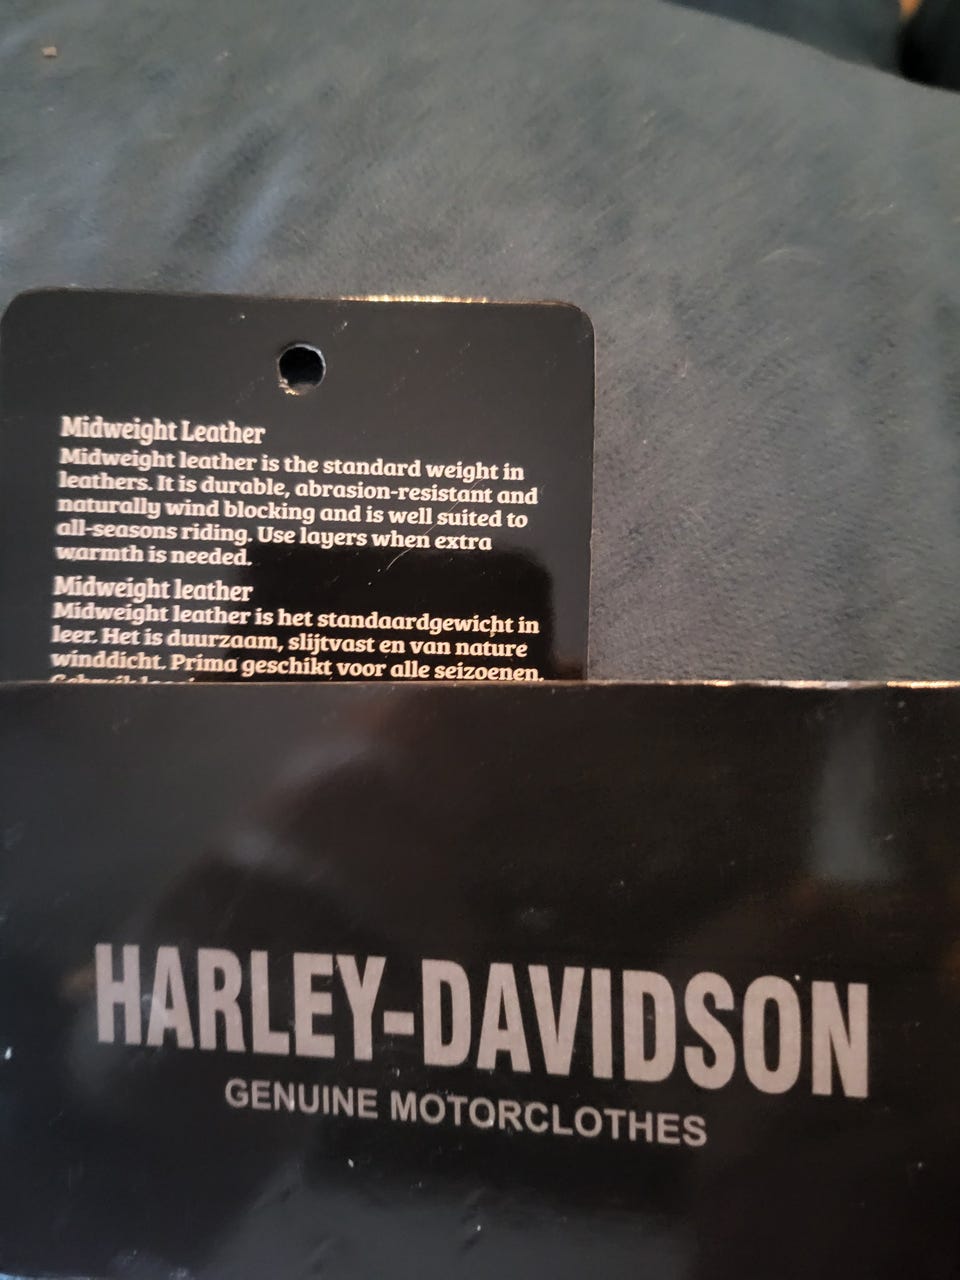 Midweight Leather
Midweight leather is the standard weight in
leathers. It is durable, abrasion-resistant and
naturally wind blocking and is well suited to
all-seasons riding. Use layers when extra
warmth is needed.
Midweight leather
Midweight leather is het standaardgewicht in
leer. Het is duurzaam, slijtvast en van nature
winddicht. Prima geschikt voor alle seizoenen.
HARLEY-DAVIDSON
GENUINE MOTORCLOTHES